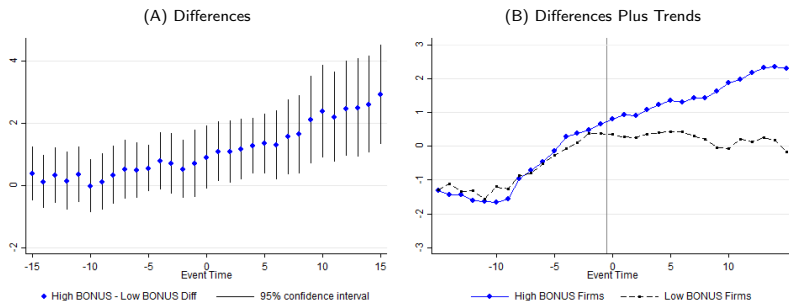 (A) Differences
4
2
0
-2
-15
-10
-5
0
5
10
15
Event Time
High BONUS - Low BONUS Diff
95% confidence interval
(B) Differences Plus Trends
3
2
1
0
-1
-2
-3
-10
-5
0
5
10
Event Time
High BONUS Firms
Low BONUS Firms